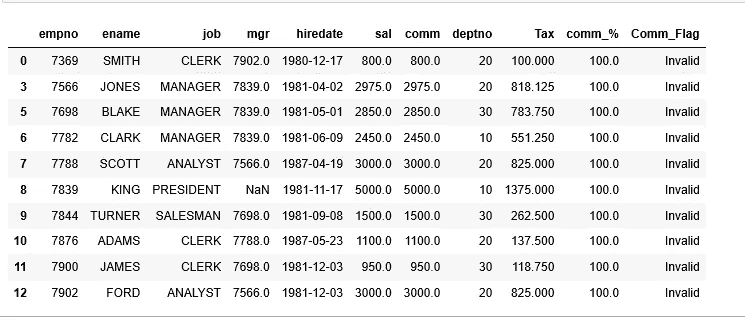 empno ename job mgr hiredate sal comm deptno Tax comm_% Comm_Flag
0 7369 SMITH CLERK 7902.0 1980-12-17 800.0 800.0 20 100.000 100.0 Invalid
3 7566 JONES MANAGER 7839.0 1981-04-02 2975.0 2975.0 20 818.125 100.0 Invalid
5 7698 BLAKE MANAGER 7839.0 1981-05-01 2850.0 2850.0 30 783.750 100.0 Invalid
6 7782 CLARK MANAGER 7839.0 1981-06-09 2450.0 2450.0 10 551.250 100.0 Invalid
7 7788 SCOTT ANALYST 7566.0 1987-04-19 3000.0 3000.0 20 825.000 100.0 Invalid
8 7839 KING PRESIDENT NaN 1981-11-17 5000.0 5000.0 10 1375.000 100.0 Invalid
9 7844 TURNER SALESMAN 7698.0 1981-09-08 1500.0 1500.0 30 262.500 100.0 Invalid
10 7876 ADAMS CLERK 7788.0 1987-05-23 1100.0 1100.0 20 137.500 100.0 Invalid
11 7900 JAMES CLERK 7698.0 1981-12-03 950.0 950.0 30 118.750 100.0 Invalid
12 7902 FORD ANALYST 7566.0 1981-12-03 3000.0 3000.0 20 825.000 100.0 Invalid